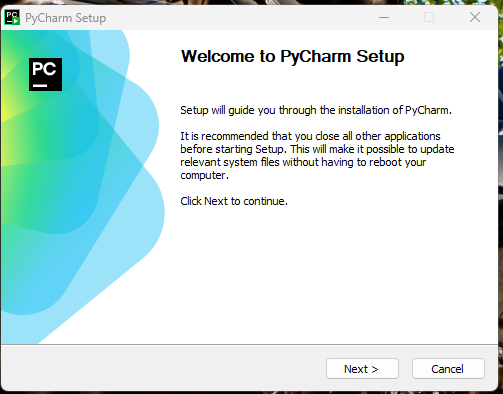 PyCharm Setup
Welcome to PyCharm Setup
PC
Setup will guide you through the installation of PyCharm.
It is recommended that you close all other applications
before starting Setup. This will make it possible to update
relevant system files without having to reboot your
computer.
Click Next to continue.
Next >
Cancel